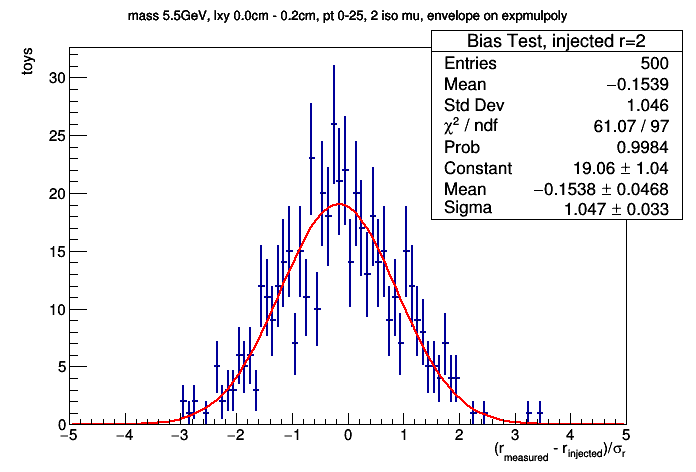 mass 5.5GeV, lxy 0.0cm - 0.2cm, pt 0-25, 2 iso mu, envelope on expmulpoly
Bias Test, injected r=2
Entries 500
Mean −0.1539
Std Dev 1.046
χ² / ndf 61.07 / 97
Prob 0.9984
Constant 19.06 ± 1.04
Mean −0.1538 ± 0.0468
Sigma 1.047 ± 0.033
toys
30
25
20
15
10
5
0
−5 −4 −3 −2 −1 0 1 2 3 4 5
(r_measured - r_injected)/σ_r